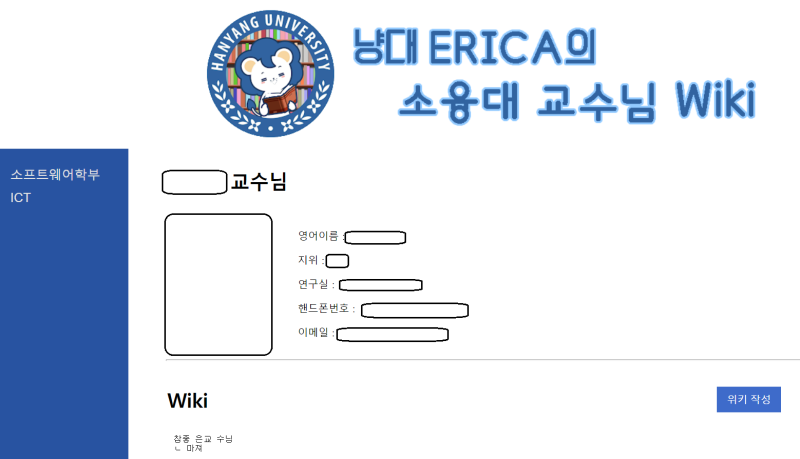 HANYANG UNIVERSITY
냥대 ERICA의
소융대 교수님 Wiki
소프트웨어학부
ICT
교수님
영어이름 :
지위 :
연구실 :
핸드폰번호 :
이메일 :
Wiki
위키 작성
참좋 은교 수님
ㄴ 마져